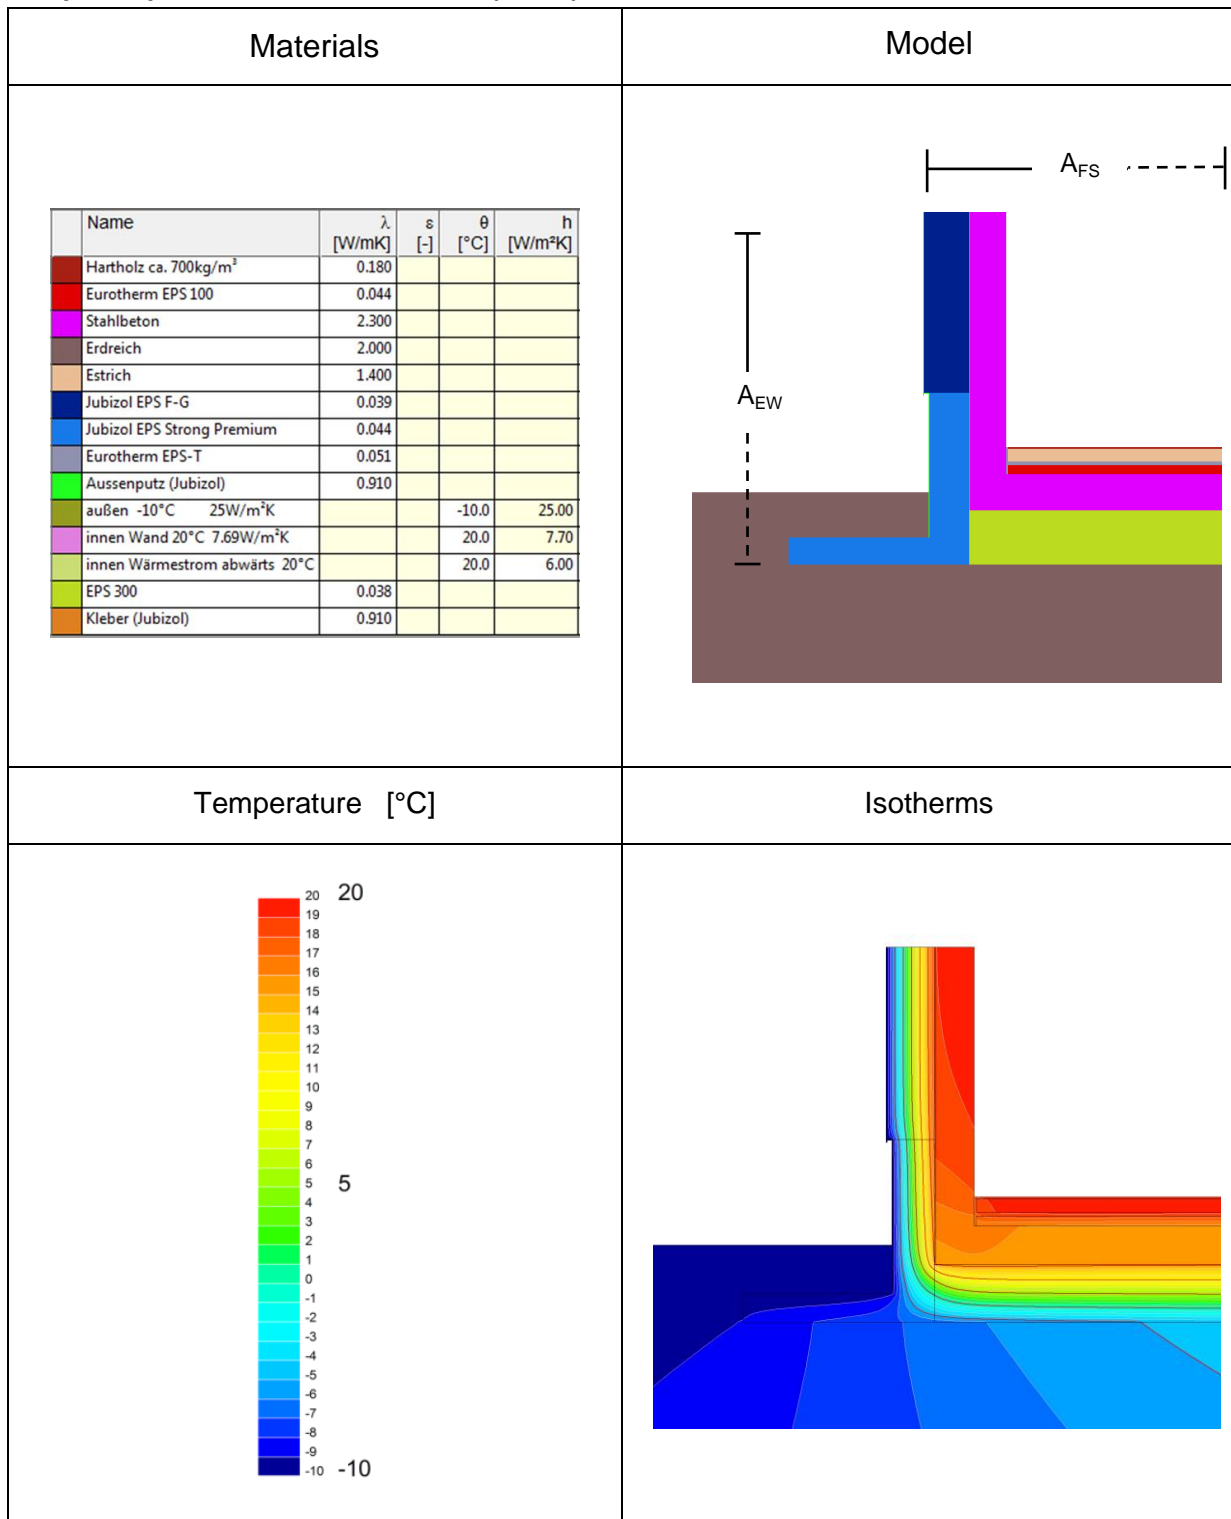 Materials
Model
Name λ ε θ h
[W/mK] [-] [°C] [W/m²K]
Hartholz ca. 700kg/m³ 0.180
Eurotherm EPS 100 0.044
Stahlbeton 2.300
Erdreich 2.000
Estrich 1.400
Jubizol EPS F-G 0.039
Jubizol EPS Strong Premium 0.044
Eurotherm EPS-T 0.051
Aussenputz (Jubizol) 0.910
außen -10°C 25W/m²K -10.0 25.00
innen Wand 20°C 7.69W/m²K 20.0 7.70
innen Wärmestrom abwärts 20°C 20.0 6.00
EPS 300 0.038
Kleber (Jubizol) 0.910
A_FS
A_EW
Temperature [°C]
Isotherms
20 20
19
18
17
16
15
14
13
12
11
10
9
8
7
6
5 5
4
3
2
1
0
-1
-2
-3
-4
-5
-6
-7
-8
-9
-10 -10